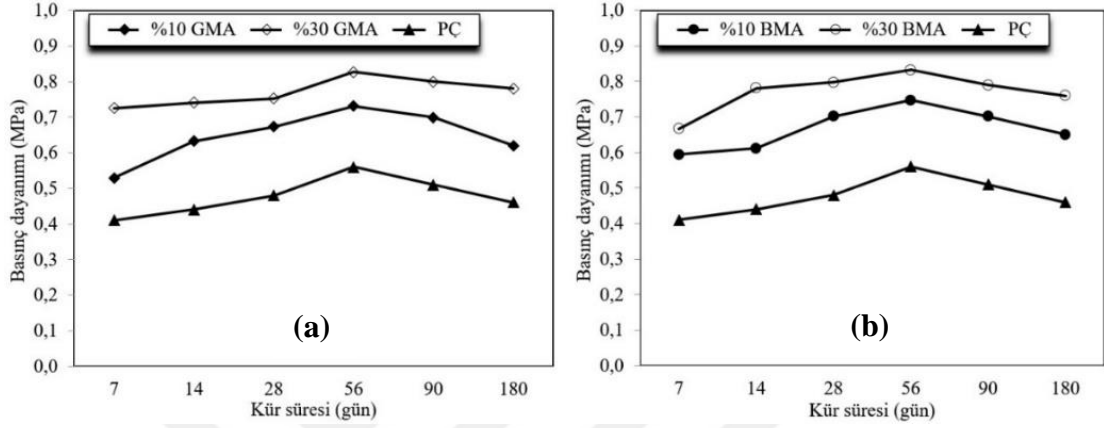 %10 GMA %30 GMA PÇ
1,0
0,9
0,8
0,7
0,6
0,5
0,4
0,3
0,2
0,1
0,0
Basınç dayanımı (MPa)
(a)
7 14 28 56 90 180
Kür süresi (gün)
%10 BMA %30 BMA PÇ
1,0
0,9
0,8
0,7
0,6
0,5
0,4
0,3
0,2
0,1
0,0
Basınç dayanımı (MPa)
(b)
7 14 28 56 90 180
Kür süresi (gün)